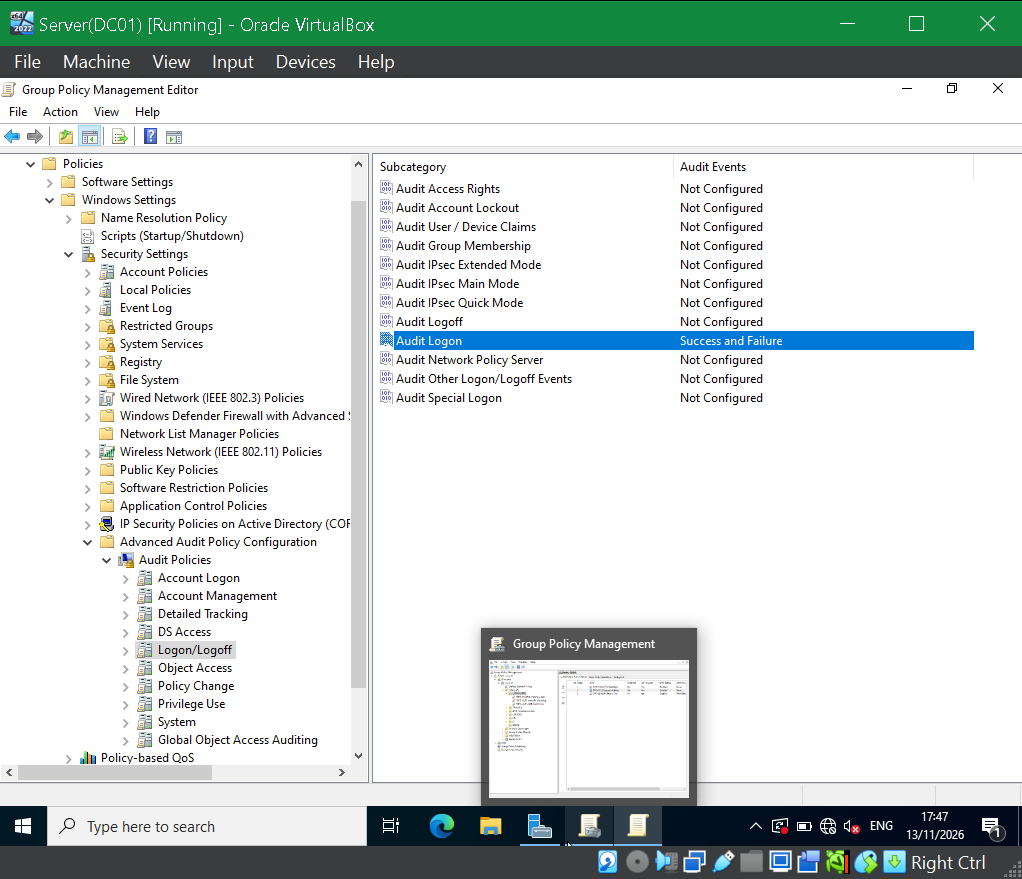 Server(DC01) [Running] - Oracle VirtualBox
File Machine View Input Devices Help
Group Policy Management Editor
File Action View Help
Policies
Software Settings
Windows Settings
Name Resolution Policy
Scripts (Startup/Shutdown)
Security Settings
Account Policies
Local Policies
Event Log
Restricted Groups
System Services
Registry
File System
Wired Network (IEEE 802.3) Policies
Windows Defender Firewall with Advanced S
Network List Manager Policies
Wireless Network (IEEE 802.11) Policies
Public Key Policies
Software Restriction Policies
Application Control Policies
IP Security Policies on Active Directory (COR
Advanced Audit Policy Configuration
Audit Policies
Account Logon
Account Management
Detailed Tracking
DS Access
Logon/Logoff
Object Access
Policy Change
Privilege Use
System
Global Object Access Auditing
Policy-based QoS
Subcategory Audit Events
Audit Access Rights Not Configured
Audit Account Lockout Not Configured
Audit User / Device Claims Not Configured
Audit Group Membership Not Configured
Audit IPsec Extended Mode Not Configured
Audit IPsec Main Mode Not Configured
Audit IPsec Quick Mode Not Configured
Audit Logoff Not Configured
Audit Logon Success and Failure
Audit Network Policy Server Not Configured
Audit Other Logon/Logoff Events Not Configured
Audit Special Logon Not Configured
Group Policy Management
Type here to search
ENG
17:47
13/11/2026
1
Right Ctrl